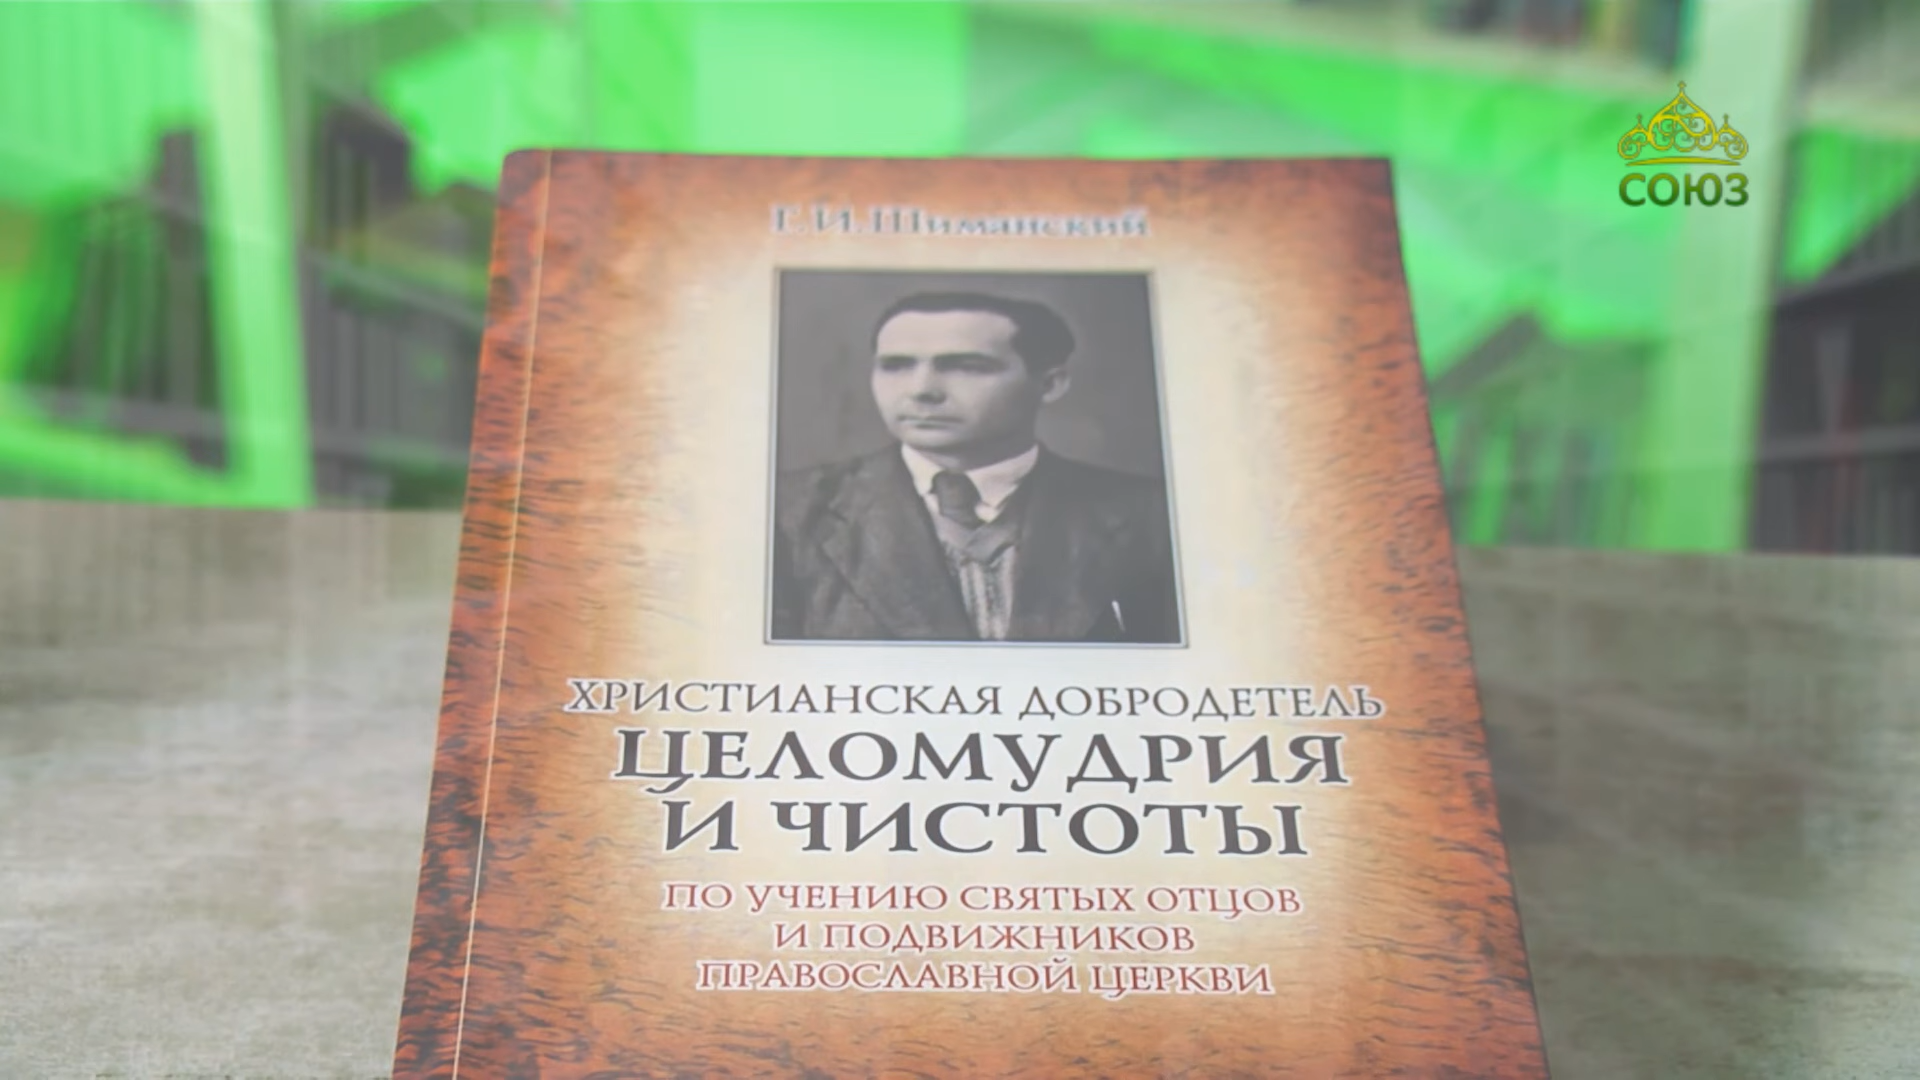 СОЮЗ
Г. И. Шиманский
ХРИСТИАНСКАЯ ДОБРОДЕТЕЛЬ
ЦЕЛОМУДРИЯ
И ЧИСТОТЫ
ПО УЧЕНИЮ СВЯТЫХ ОТЦОВ
И ПОДВИЖНИКОВ
ПРАВОСЛАВНОЙ ЦЕРКВИ